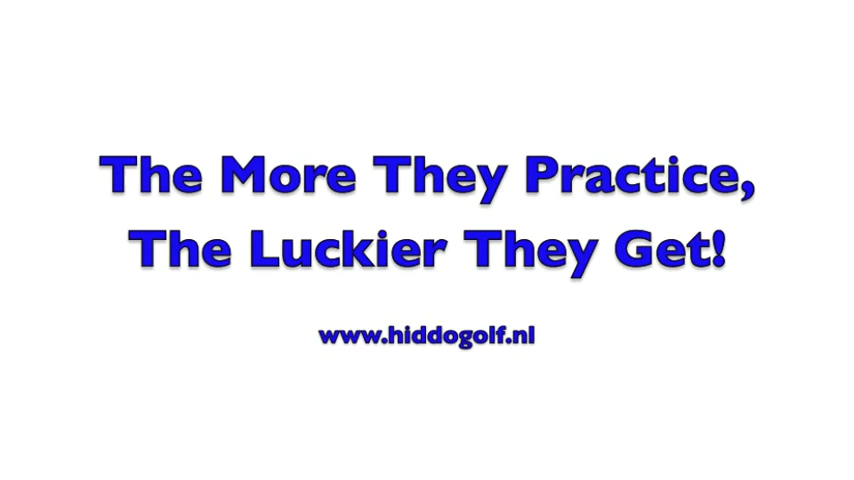 The More They Practice,
The Luckier They Get!
www.hiddogolf.nl